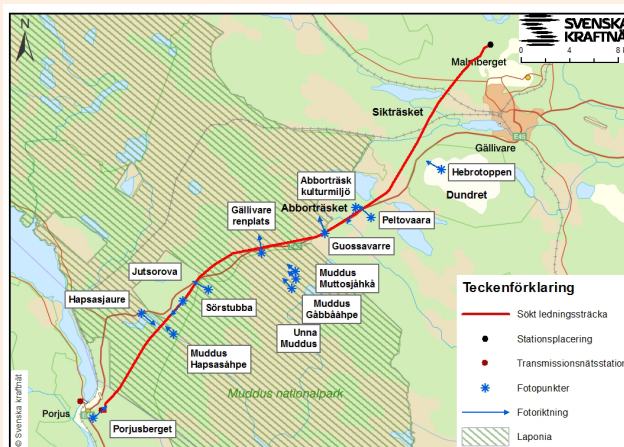 N
SVENSKA
KRAFTNÄT
0 4 8
Malmberget
Sikträsket
E45
Gällivare
Hebrotoppen
Dundret
Abborträsk
kulturmiljö
Abborträsket
Peltovaara
Gällivare
renplats
Guossavarre
Jutsorova
Muddus
Muttosjåhkå
Hapsasjaure
Sörstubba
Muddus
Gåbbååhpe
Unna
Muddus
Muddus
Hapsasåhpe
Muddus nationalpark
Porjus
Porjusberget
Teckenförklaring
Sökt ledningssträcka
Stationsplacering
Transmissionsnätsstation
Fotopunkter
Fotoriktning
Laponia
© Svenska kraftnät